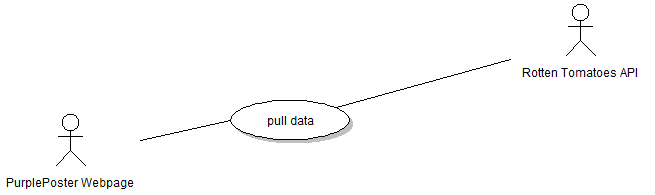 Rotten Tomatoes API
pull data
PurplePoster Webpage